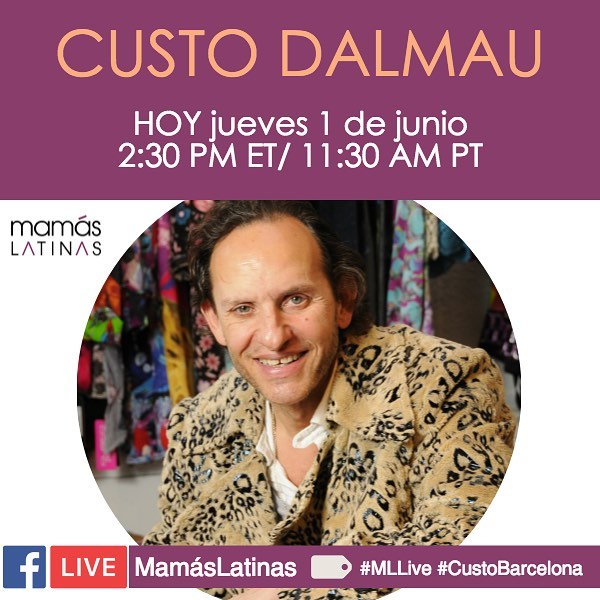 CUSTO DALMAU
HOY jueves 1 de junio
2:30 PM ET/ 11:30 AM PT
mamás
LATINAS
f LIVE MamásLatinas #MLLive #CustoBarcelona